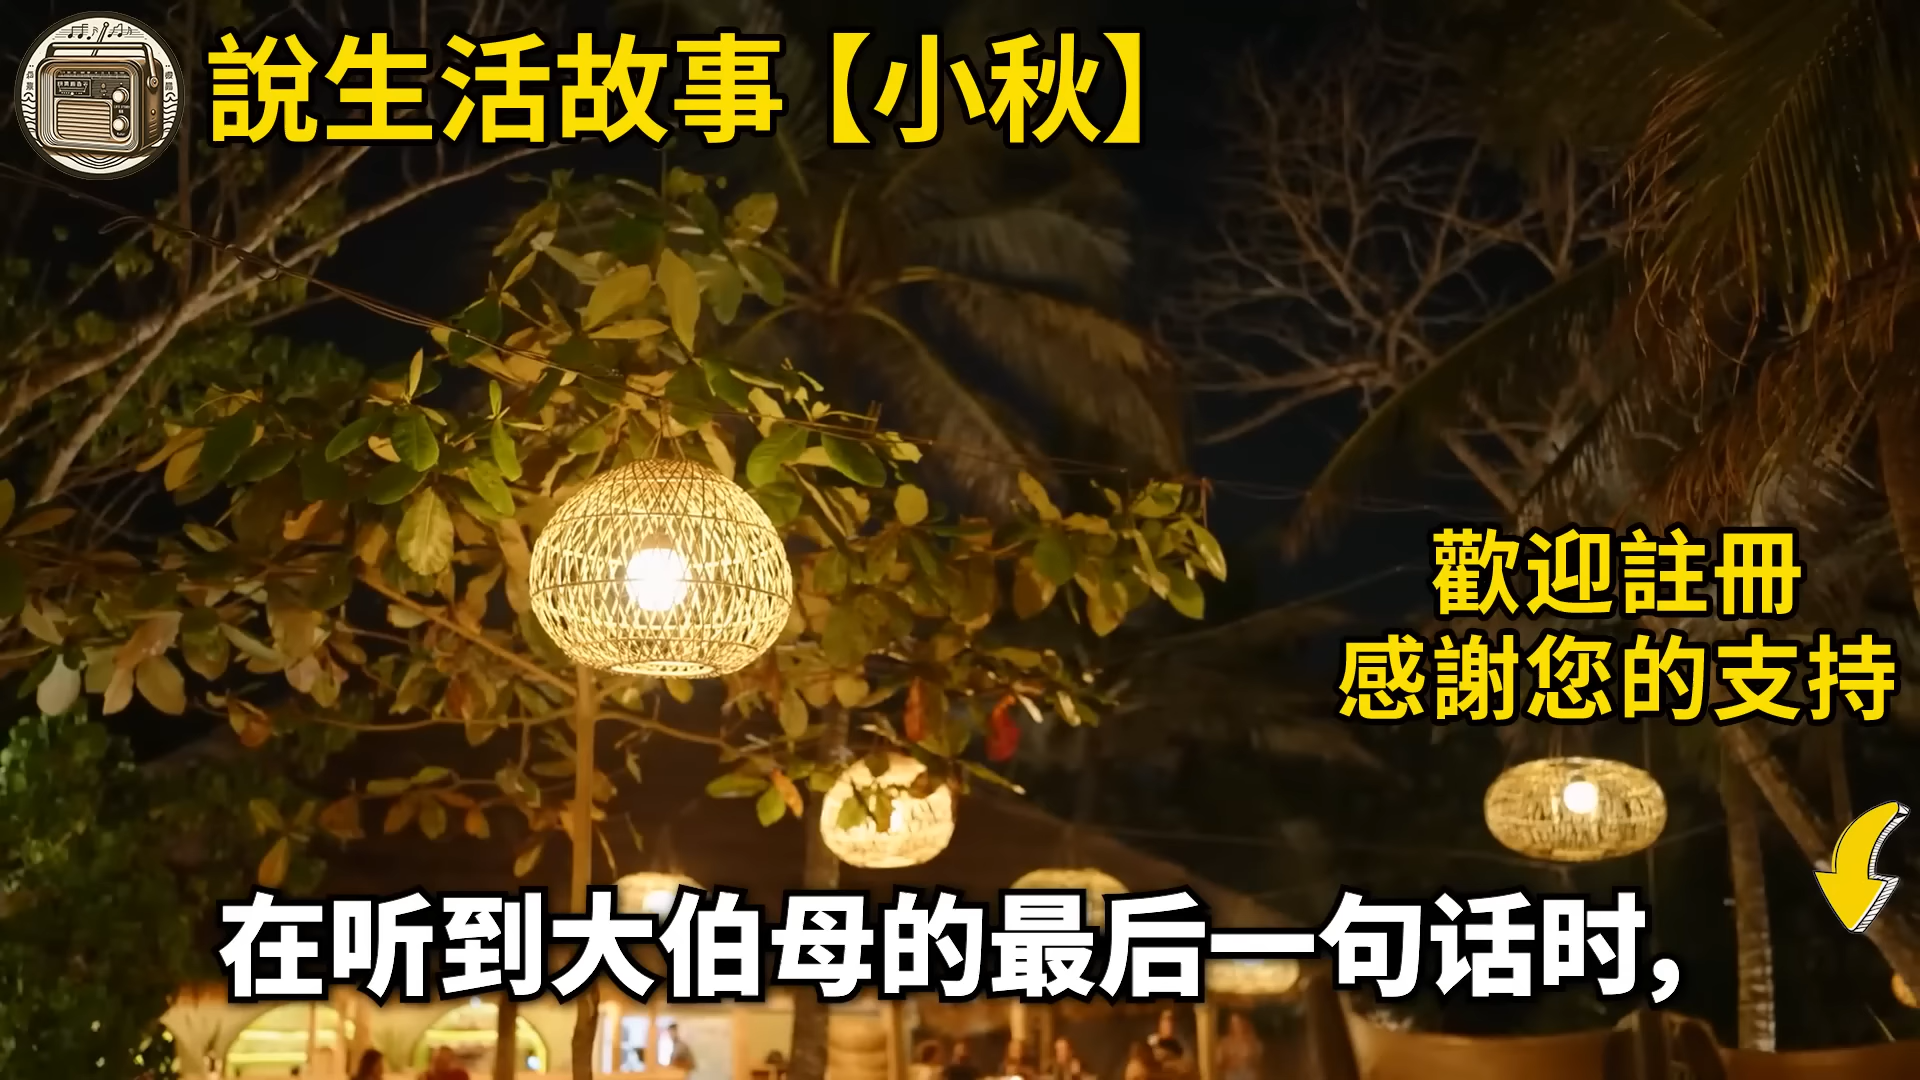 說生活故事【小秋】
歡迎註冊
感謝您的支持
在听到大伯母的最后一句话时,